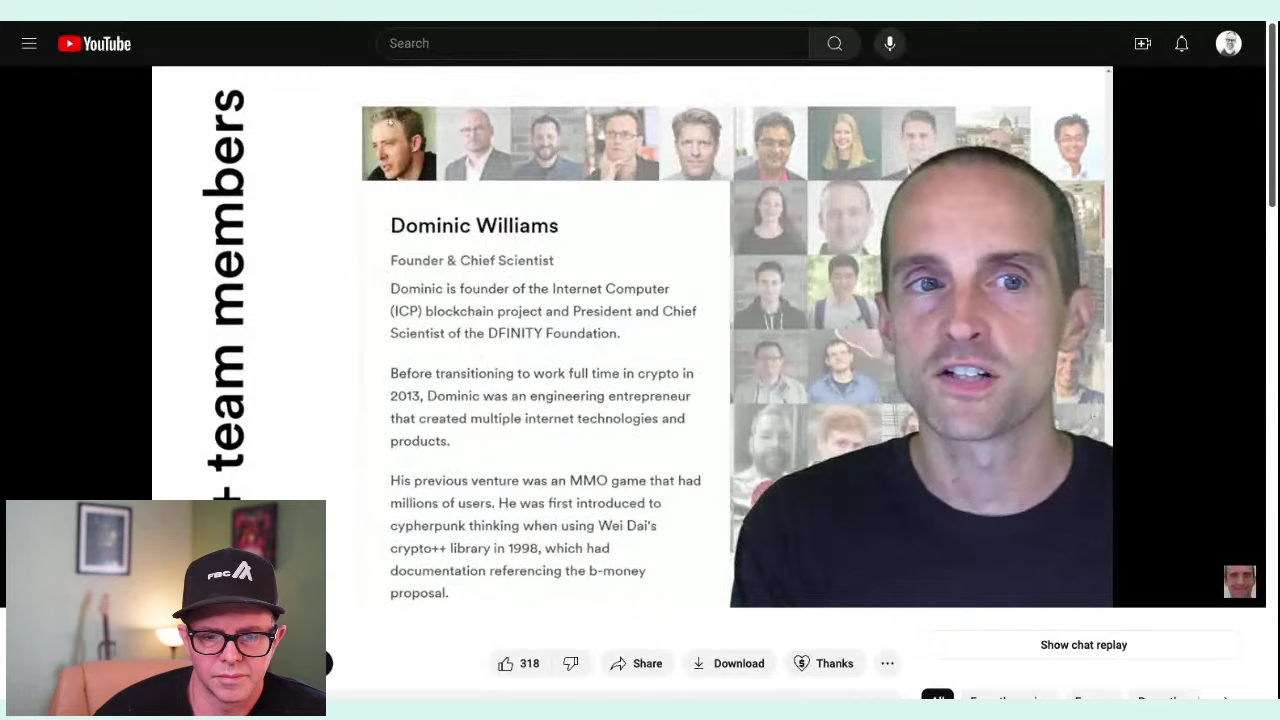 YouTube
Search
+ team members
Dominic Williams
Founder & Chief Scientist
Dominic is founder of the Internet Computer
(ICP) blockchain project and President and Chief
Scientist of the DFINITY Foundation.
Before transitioning to work full time in crypto in
2013, Dominic was an engineering entrepreneur
that created multiple internet technologies and
products.
His previous venture was an MMO game that had
millions of users. He was first introduced to
cypherpunk thinking when using Wei Dai's
crypto++ library in 1998, which had
documentation referencing the b-money
proposal.
FBC
318
Share
Download
Thanks
Show chat replay
All